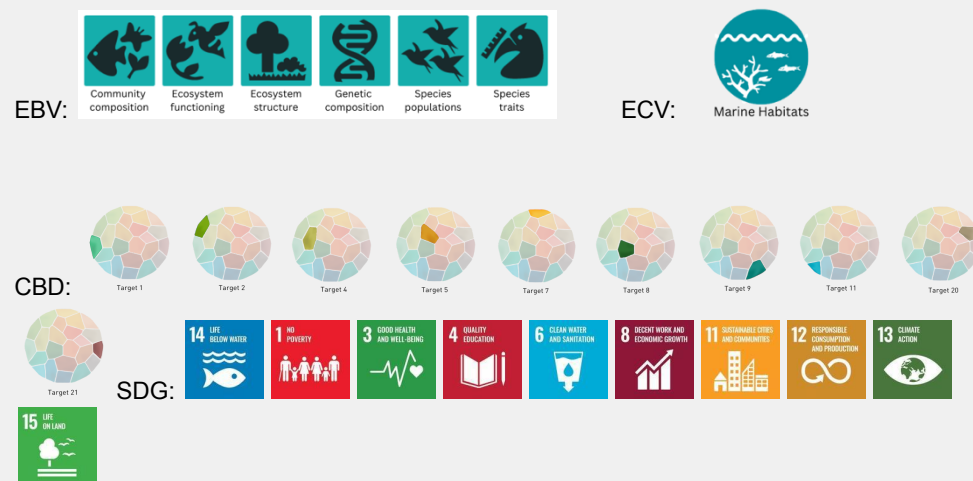 EBV:
Community
composition
Ecosystem
functioning
Ecosystem
structure
Genetic
composition
Species
populations
Species
traits
ECV:
Marine Habitats
CBD:
Target 1
Target 2
Target 4
Target 5
Target 7
Target 8
Target 9
Target 11
Target 20
Target 21
SDG:
14 LIFE
BELOW WATER
1 NO
POVERTY
3 GOOD HEALTH
AND WELL-BEING
4 QUALITY
EDUCATION
6 CLEAN WATER
AND SANITATION
8 DECENT WORK AND
ECONOMIC GROWTH
11 SUSTAINABLE CITIES
AND COMMUNITIES
12 RESPONSIBLE
CONSUMPTION
AND PRODUCTION
13 CLIMATE
ACTION
15 LIFE
ON LAND